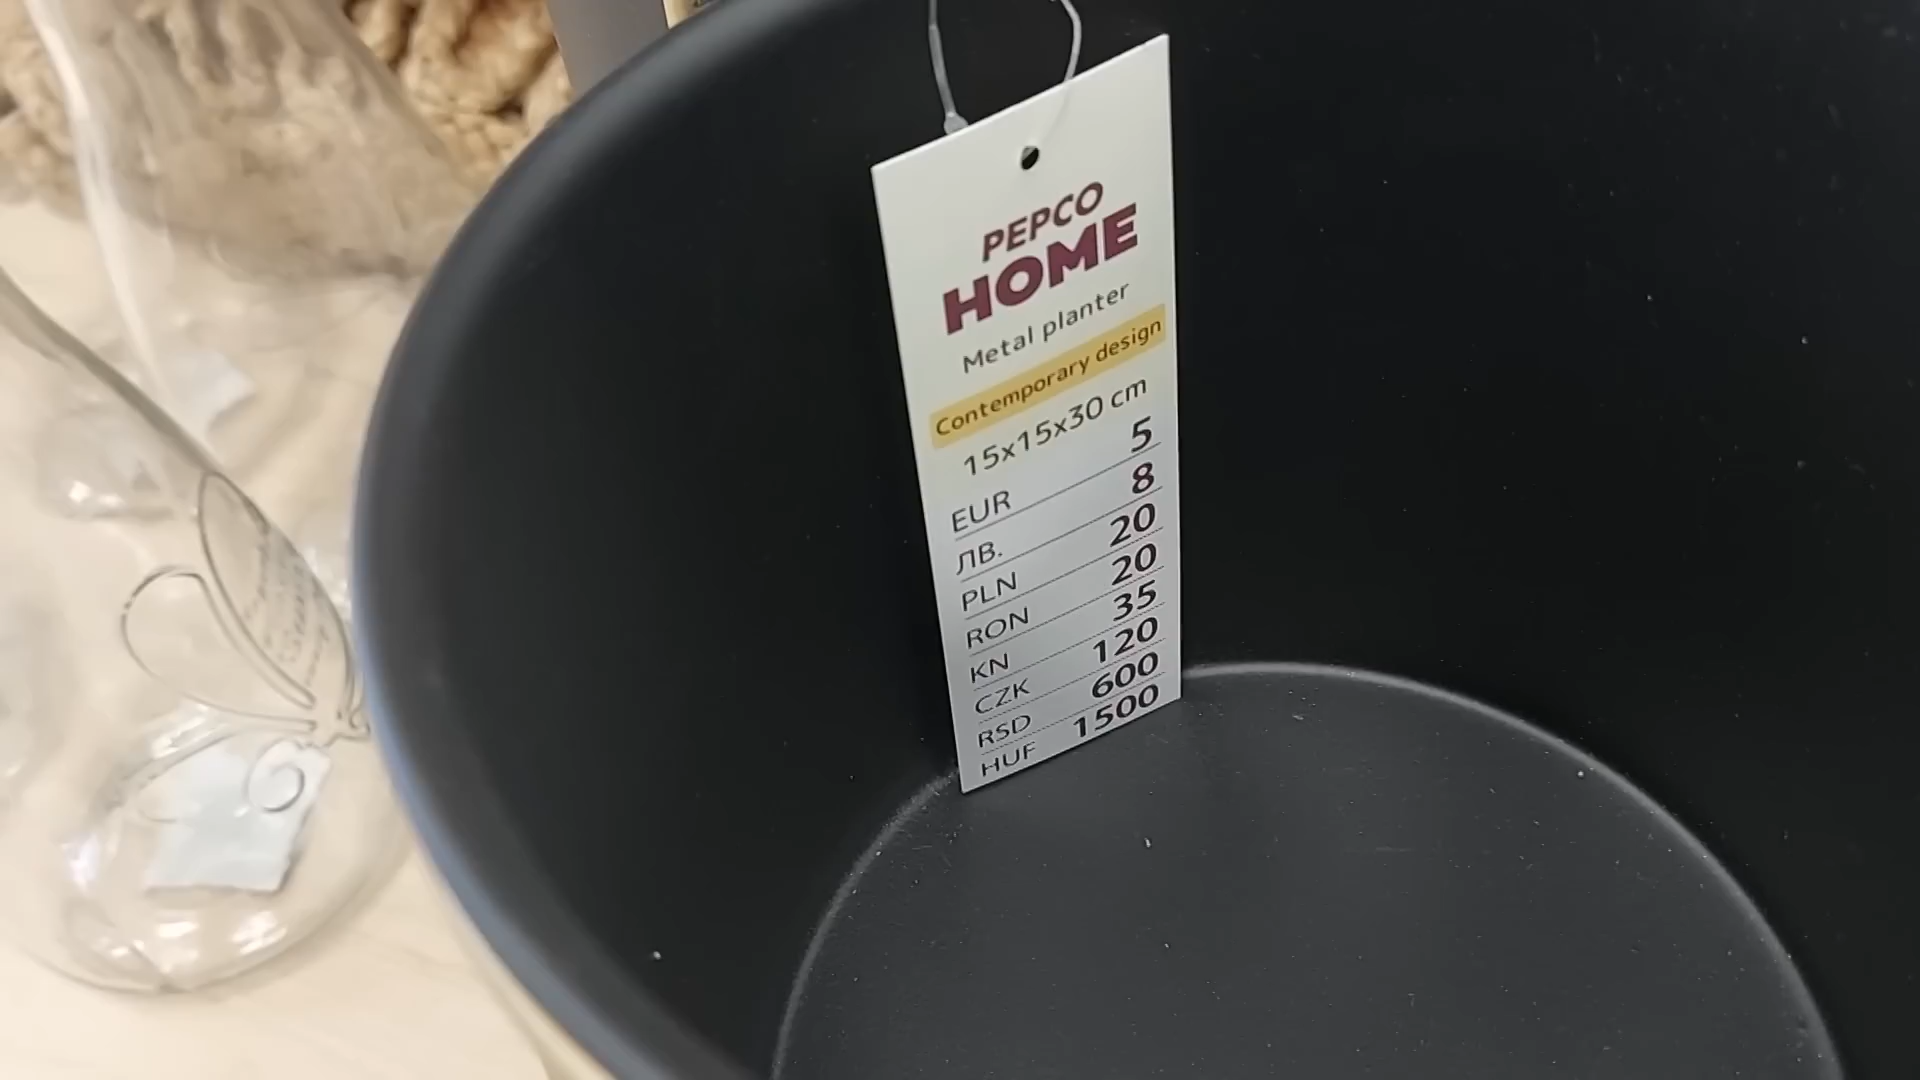 PEPCO
HOME
Metal planter
Contemporary design
15x15x30 cm
EUR 5
ЛВ. 8
PLN 20
RON 20
KN 35
CZK 120
RSD 600
HUF 1500